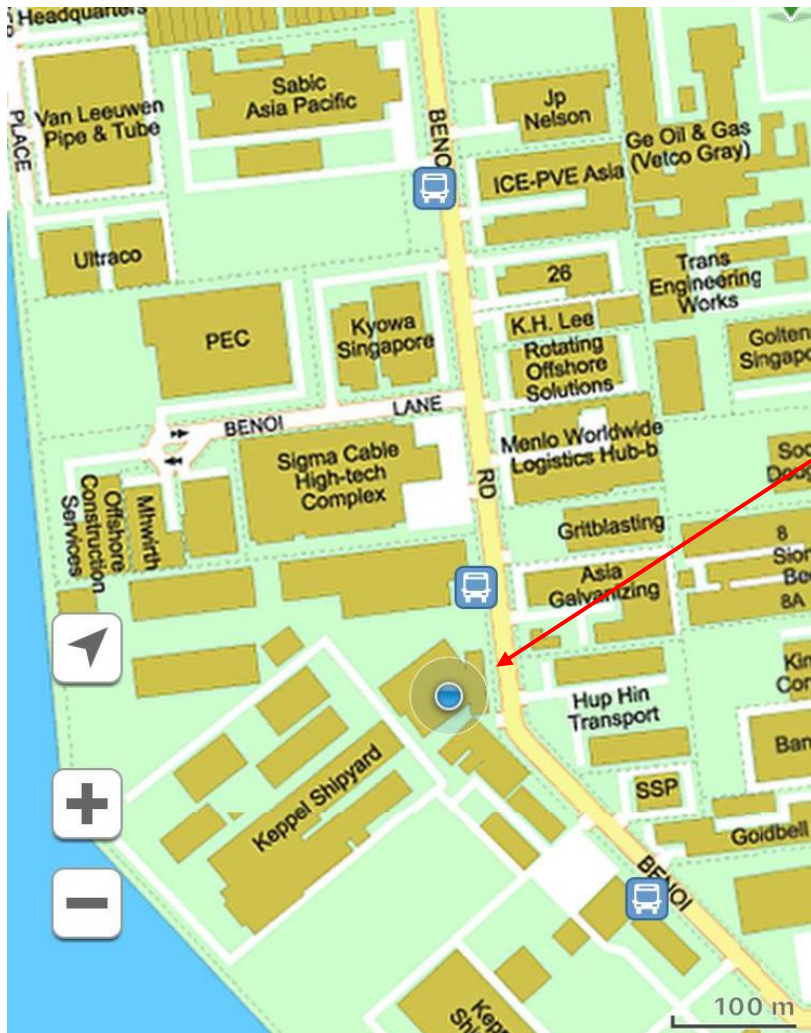 Headquarters
Sabic
Asia Pacific
Van Leeuwen
Pipe & Tube
PLACE
BENOI
Jp
Nelson
Ge Oil & Gas
(Vetco Gray)
ICE-PVE Asia
Ultraco
26
Trans
Engineering
Works
PEC
Kyowa
Singapore
K.H. Lee
Rotating
Offshore
Solutions
Golten
Singapo
BENOI LANE
Menlo Worldwide
Logistics Hub-b
Sigma Cable
High-tech
Complex
RD
Mhwirth
Offshore
Construction
Services
Gritblasting
8
8A
Asia
Galvanizing
Hup Hin
Transport
Keppel Shipyard
SSP
Goldbell
BENOI
100 m